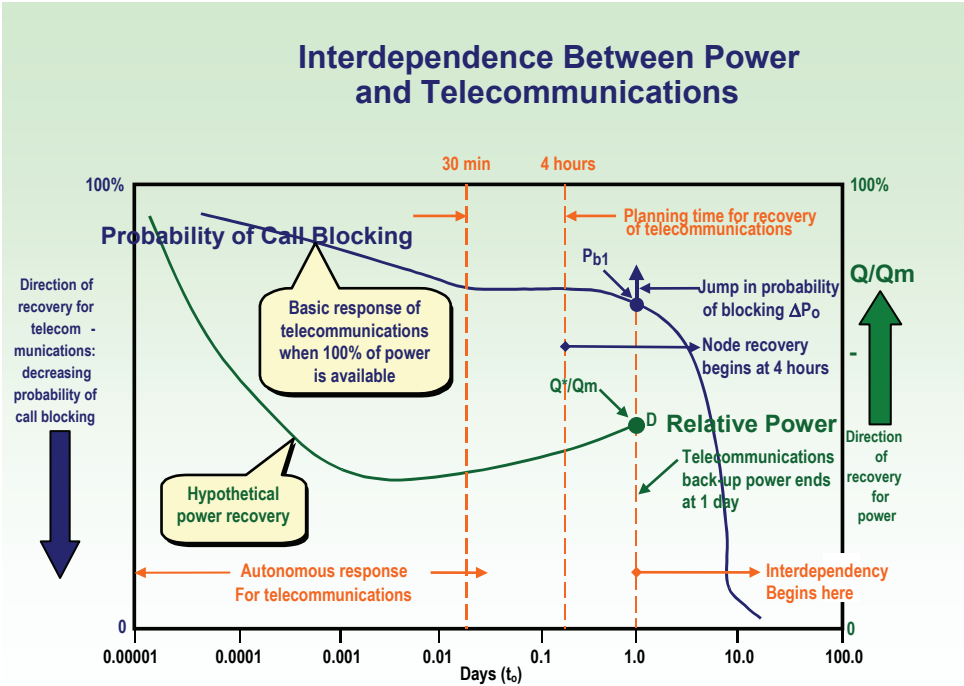 Interdependence Between Power
and Telecommunications
30 min
4 hours
100%
100%
Planning time for recovery
of telecommunications
Probability of Call Blocking
Pb1
Q/Qm
Direction of
recovery for
telecom -
munications:
decreasing
probability of
call blocking
Basic response of
telecommunications
when 100% of power
is available
Jump in probability
of blocking ΔPo
Node recovery
begins at 4 hours
-
Q*/Qm
D
Relative Power
Direction
of
recovery
for
power
Telecommunications
back-up power ends
at 1 day
Hypothetical
power recovery
Autonomous response
For telecommunications
Interdependency
Begins here
0
0
0.00001
0.0001
0.001
0.01
0.1
1.0
10.0
100.0
Days (to)